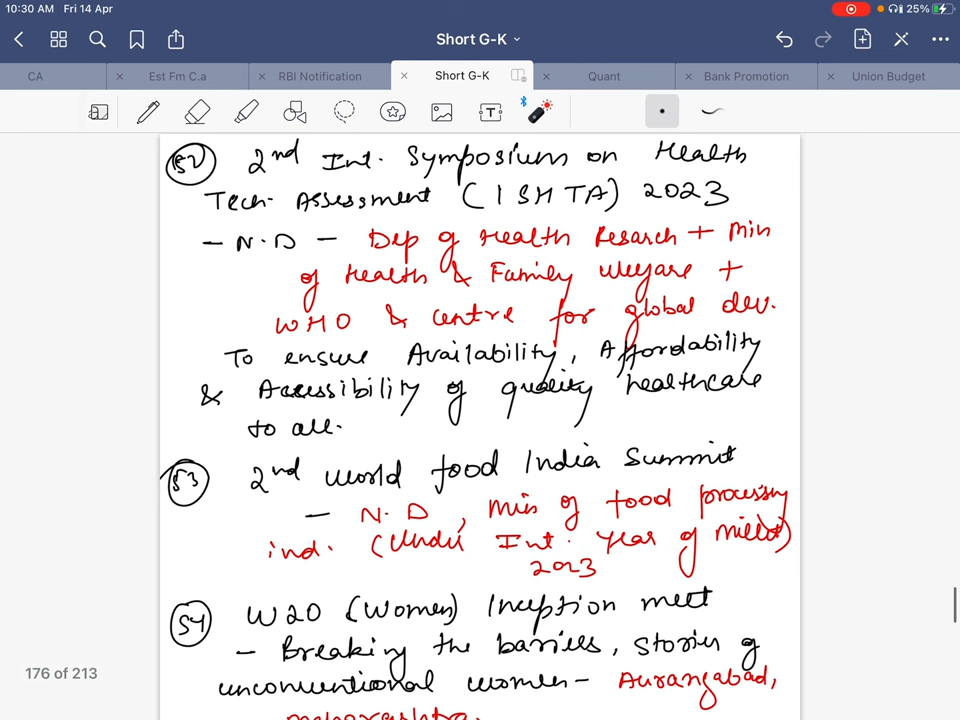 10:30 AM Fri 14 Apr
25%
Short G-K
CA
Est Fm C.a
RBI Notification
Short G-K
Quant
Bank Promotion
Union Budget
52 2nd Int. Symposium on Health
Tech. Assessment (ISHTA) 2023
- N.D - Dep of Health Resarch + Min
of Health & Family Welfare +
WHO & centre for global dev.
To ensure Availability, Affordability
& Accessibility of quality healthcare
to all.
53 2nd World food India Summit
- N.D, Min of food processing
ind. (Under Int. Year of Millet)
2023
54 W20 (Women) Inception meet
- Breaking the barriers, stories of
unconventional women - Aurangabad,
maharashtra.
176 of 213